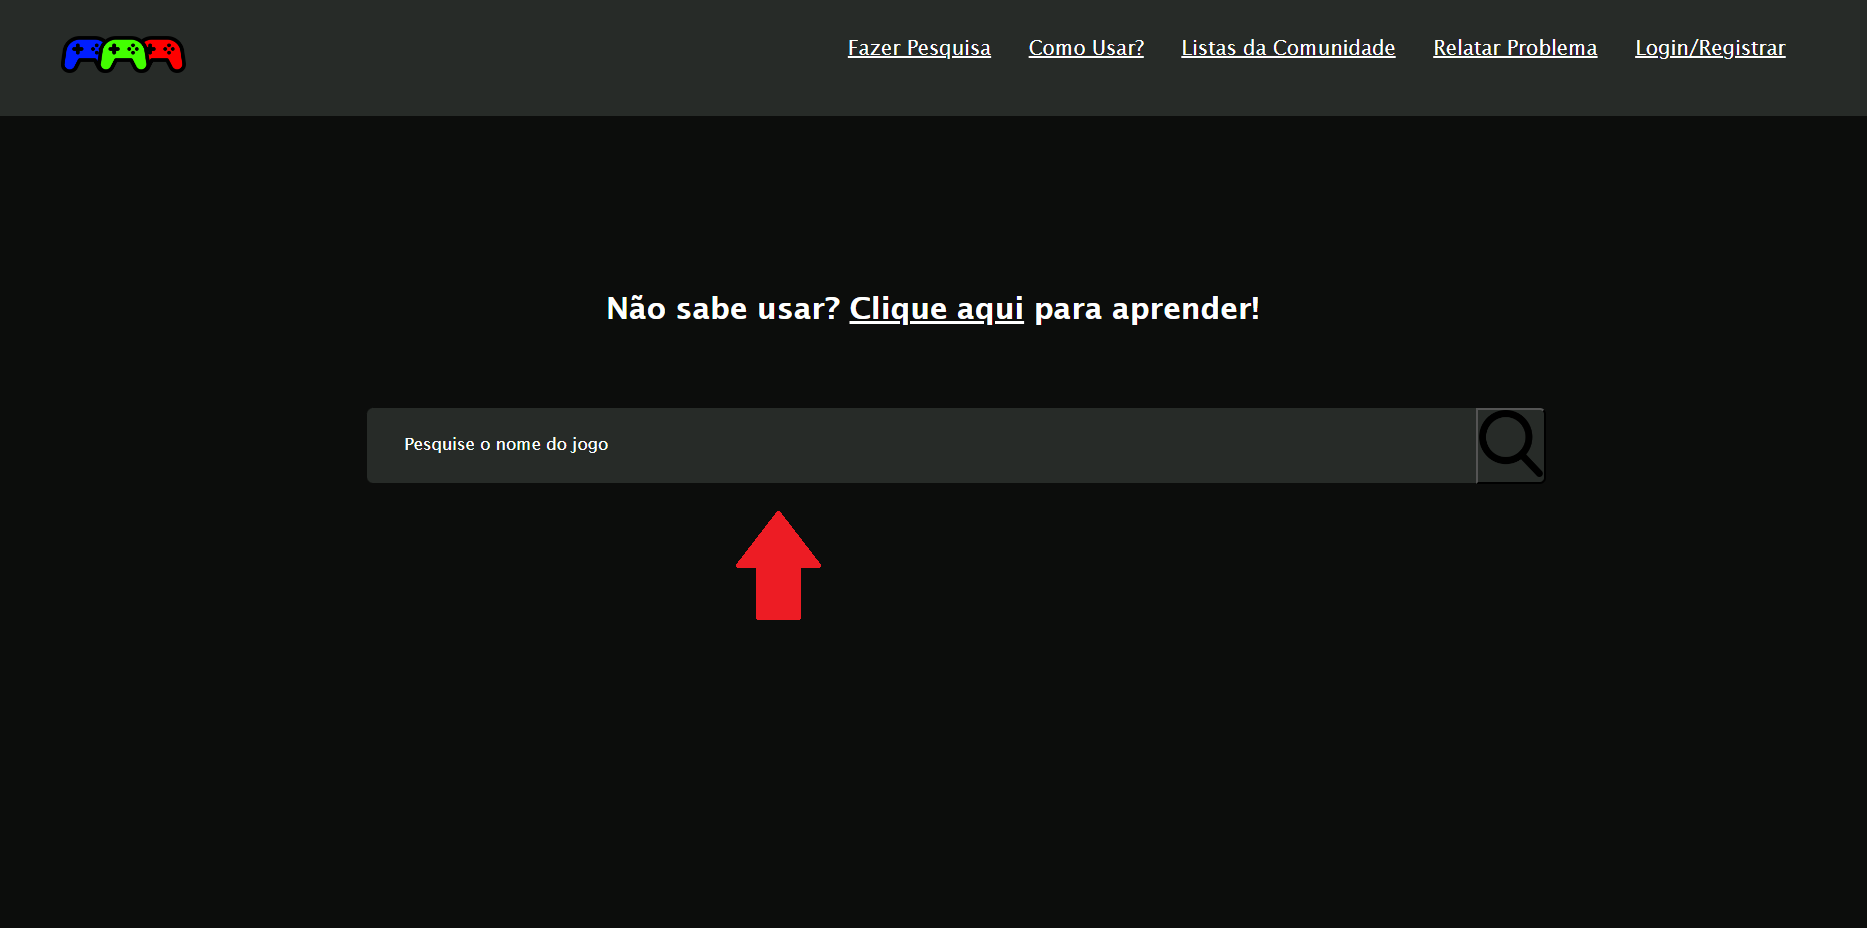 Fazer Pesquisa Como Usar? Listas da Comunidade Relatar Problema Login/Registrar
Não sabe usar? Clique aqui para aprender!
Pesquise o nome do jogo